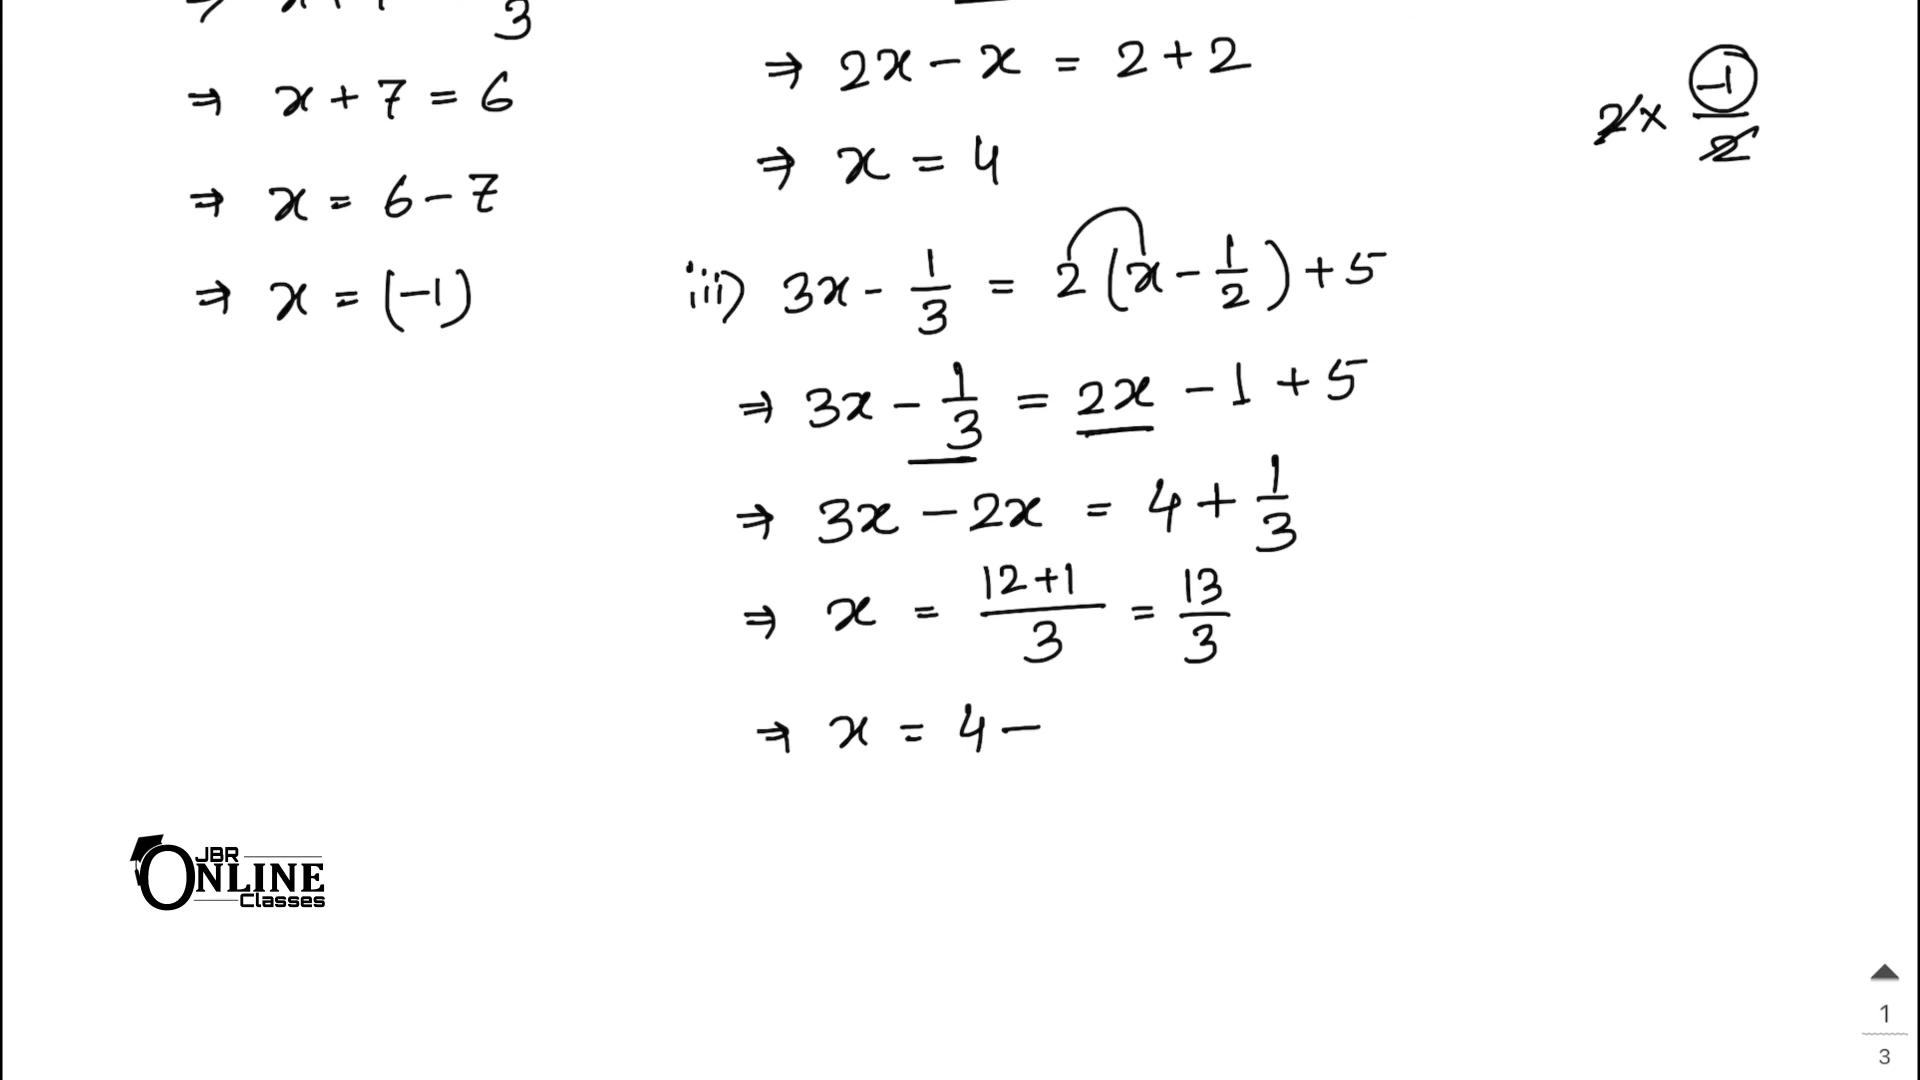 3
⇒ x + 7 = 6
⇒ x = 6 - 7
⇒ x = (-1)
⇒ 2x - x = 2 + 2
⇒ x = 4
iii) 3x - 1/3 = 2(x - 1/2) + 5
⇒ 3x - 1/3 = 2x - 1 + 5
⇒ 3x - 2x = 4 + 1/3
⇒ x = 12+1/3 = 13/3
⇒ x = 4 -
2 × -1/2
JBR
ONLINE
Classes
1
3